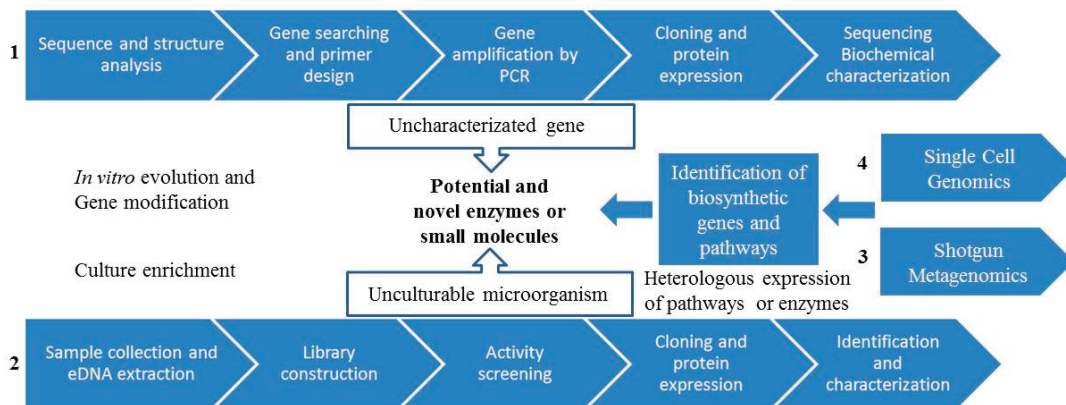 1
Sequence and structure
analysis
Gene searching
and primer
design
Gene
amplification by
PCR
Cloning and
protein
expression
Sequencing
Biochemical
characterization
Uncharacterizated gene
In vitro evolution and
Gene modification
Potential and
novel enzymes or
small molecules
Identification of
biosynthetic
genes and
pathways
4
Single Cell
Genomics
Culture enrichment
Unculturable microorganism
Heterologous expression
of pathways or enzymes
3
Shotgun
Metagenomics
2
Sample collection and
eDNA extraction
Library
construction
Activity
screening
Cloning and
protein
expression
Identification
and
characterization